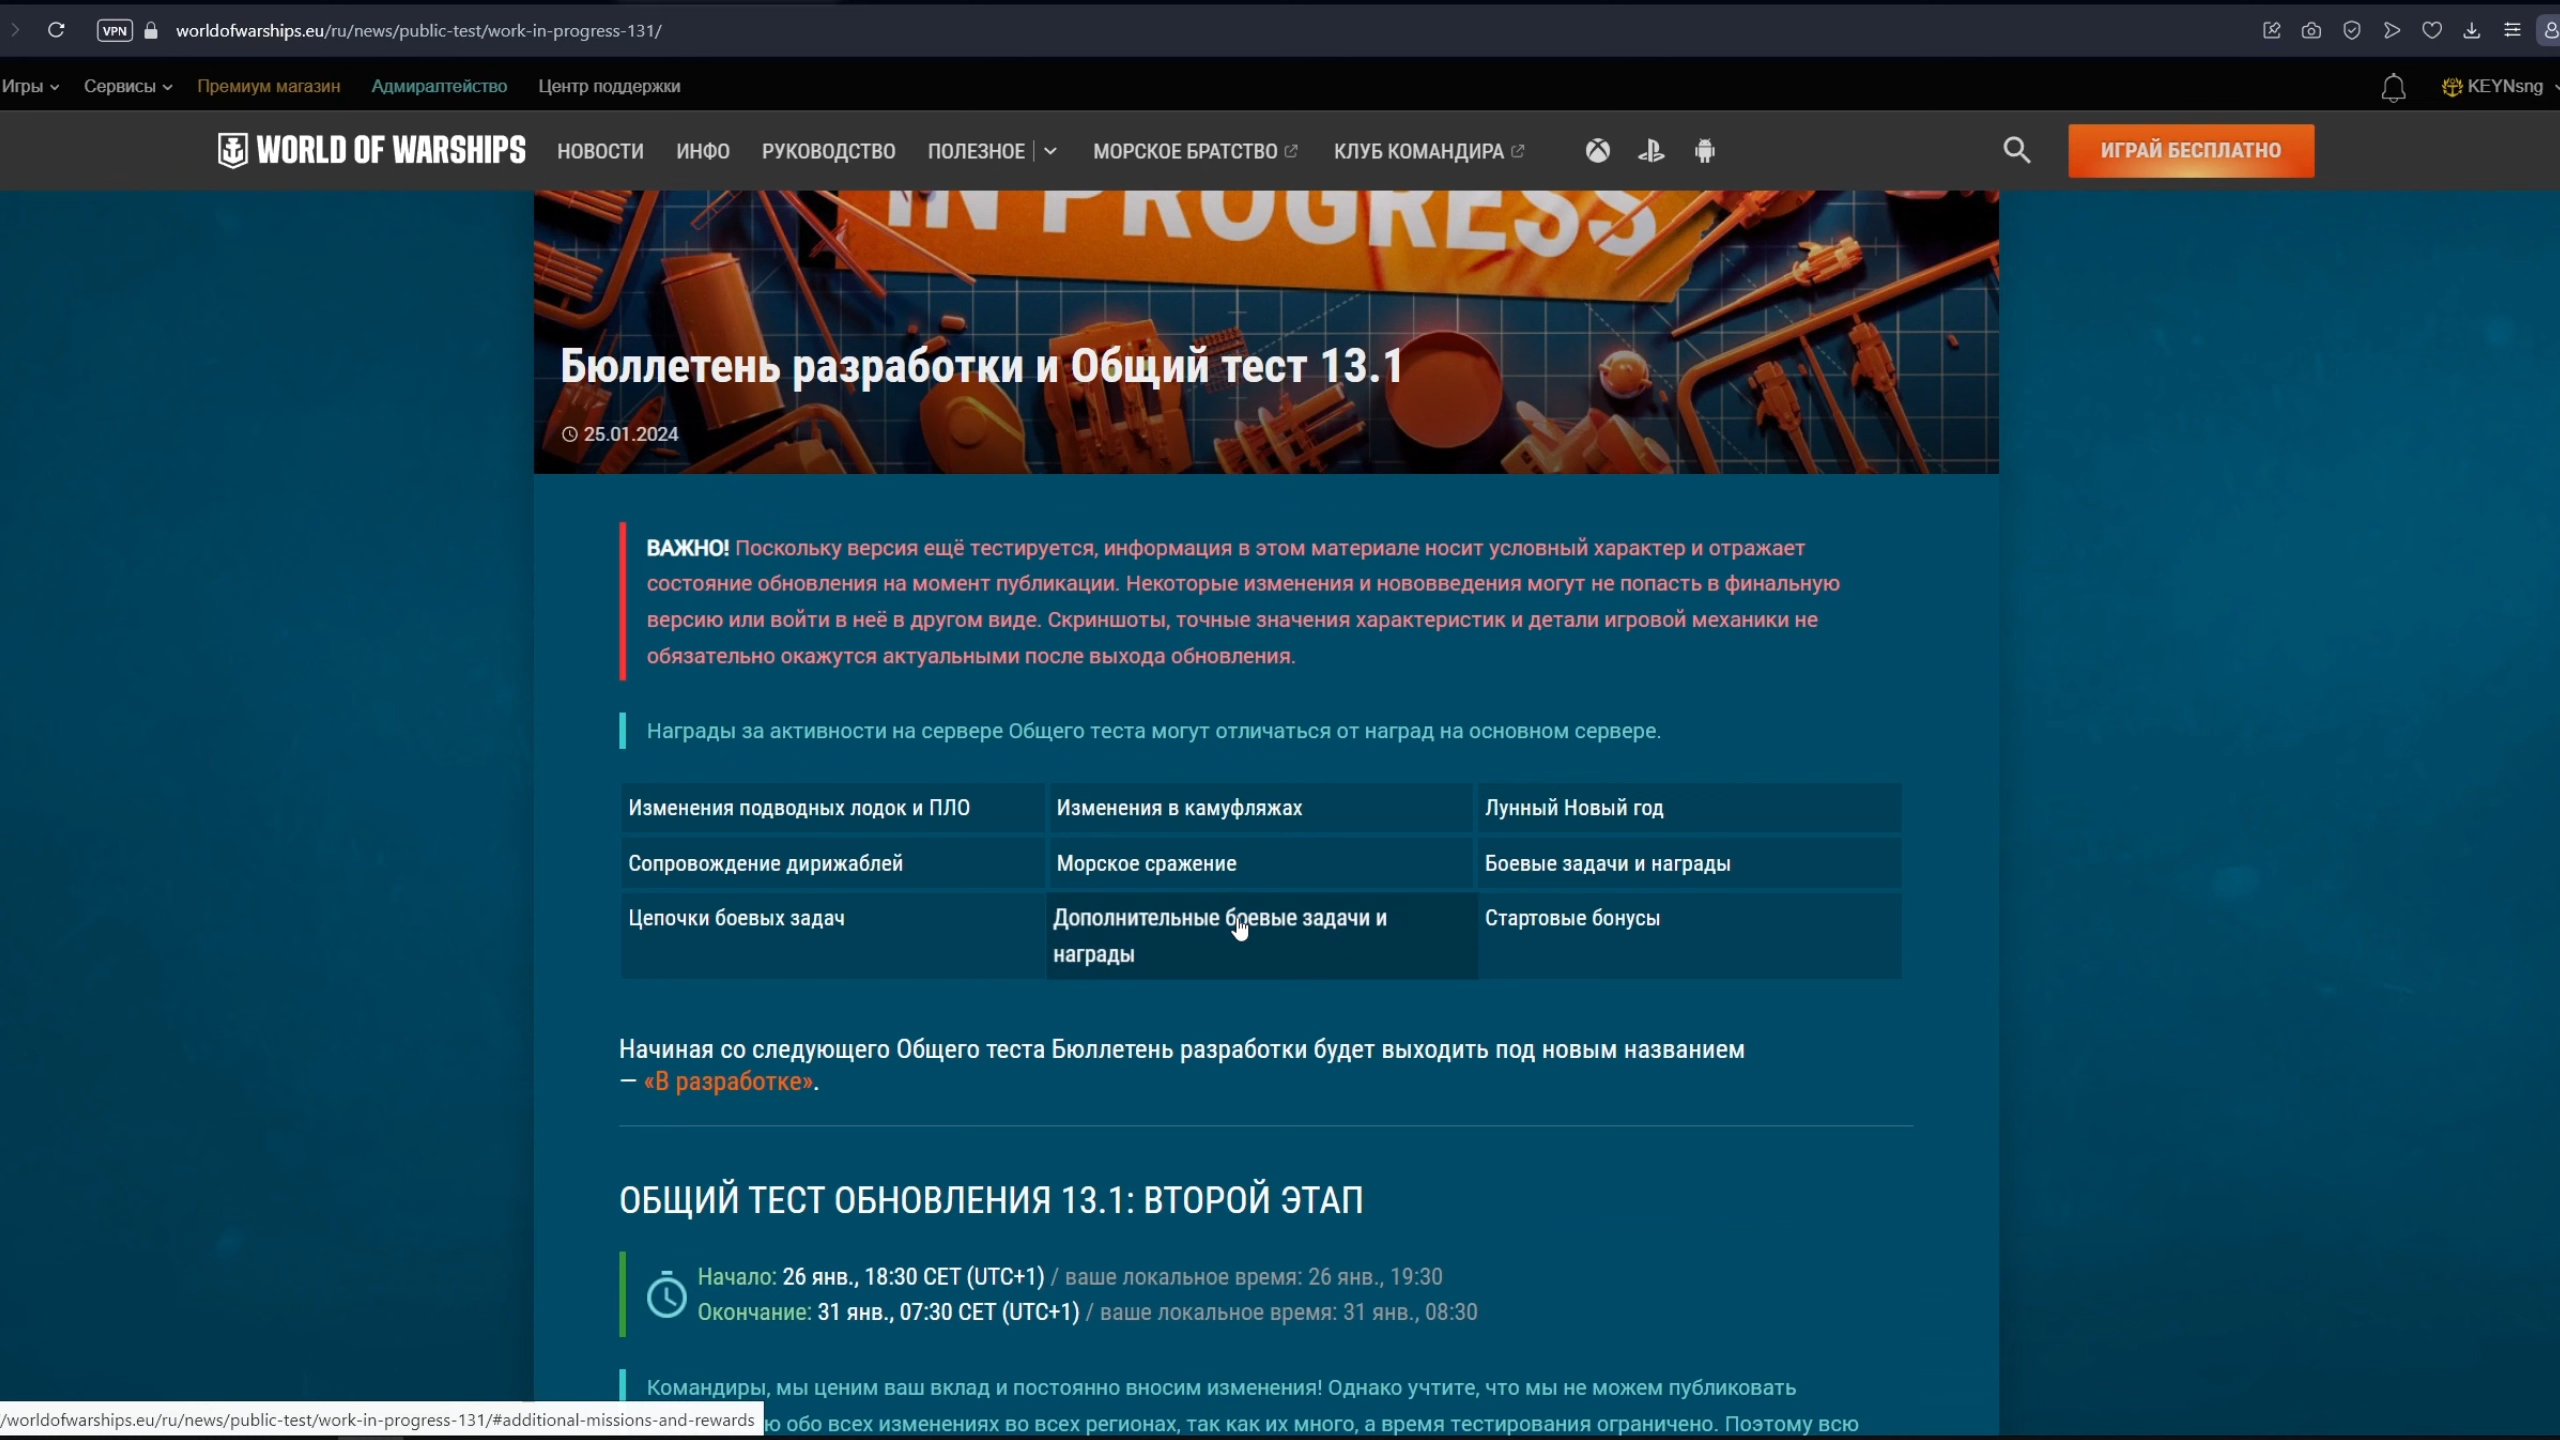 VPN worldofwarships.eu/ru/news/public-test/work-in-progress-131/
Игры Сервисы Премиум магазин Адмиралтейство Центр поддержки KEYNsng
WORLD OF WARSHIPS НОВОСТИ ИНФО РУКОВОДСТВО ПОЛЕЗНОЕ МОРСКОЕ БРАТСТВО КЛУБ КОМАНДИРА ИГРАЙ БЕСПЛАТНО
IN PROGRESS
Бюллетень разработки и Общий тест 13.1
25.01.2024
ВАЖНО! Поскольку версия ещё тестируется, информация в этом материале носит условный характер и отражает
состояние обновления на момент публикации. Некоторые изменения и нововведения могут не попасть в финальную
версию или войти в неё в другом виде. Скриншоты, точные значения характеристик и детали игровой механики не
обязательно окажутся актуальными после выхода обновления.
Награды за активности на сервере Общего теста могут отличаться от наград на основном сервере.
Изменения подводных лодок и ПЛО Изменения в камуфляжах Лунный Новый год
Сопровождение дирижаблей Морское сражение Боевые задачи и награды
Цепочки боевых задач Дополнительные боевые задачи и Стартовые бонусы
награды
Начиная со следующего Общего теста Бюллетень разработки будет выходить под новым названием
— «В разработке».
ОБЩИЙ ТЕСТ ОБНОВЛЕНИЯ 13.1: ВТОРОЙ ЭТАП
Начало: 26 янв., 18:30 CET (UTC+1) / ваше локальное время: 26 янв., 19:30
Окончание: 31 янв., 07:30 CET (UTC+1) / ваше локальное время: 31 янв., 08:30
Командиры, мы ценим ваш вклад и постоянно вносим изменения! Однако учтите, что мы не можем публиковать
/worldofwarships.eu/ru/news/public-test/work-in-progress-131/#additional-missions-and-rewards ю обо всех изменениях во всех регионах, так как их много, а время тестирования ограничено. Поэтому всю